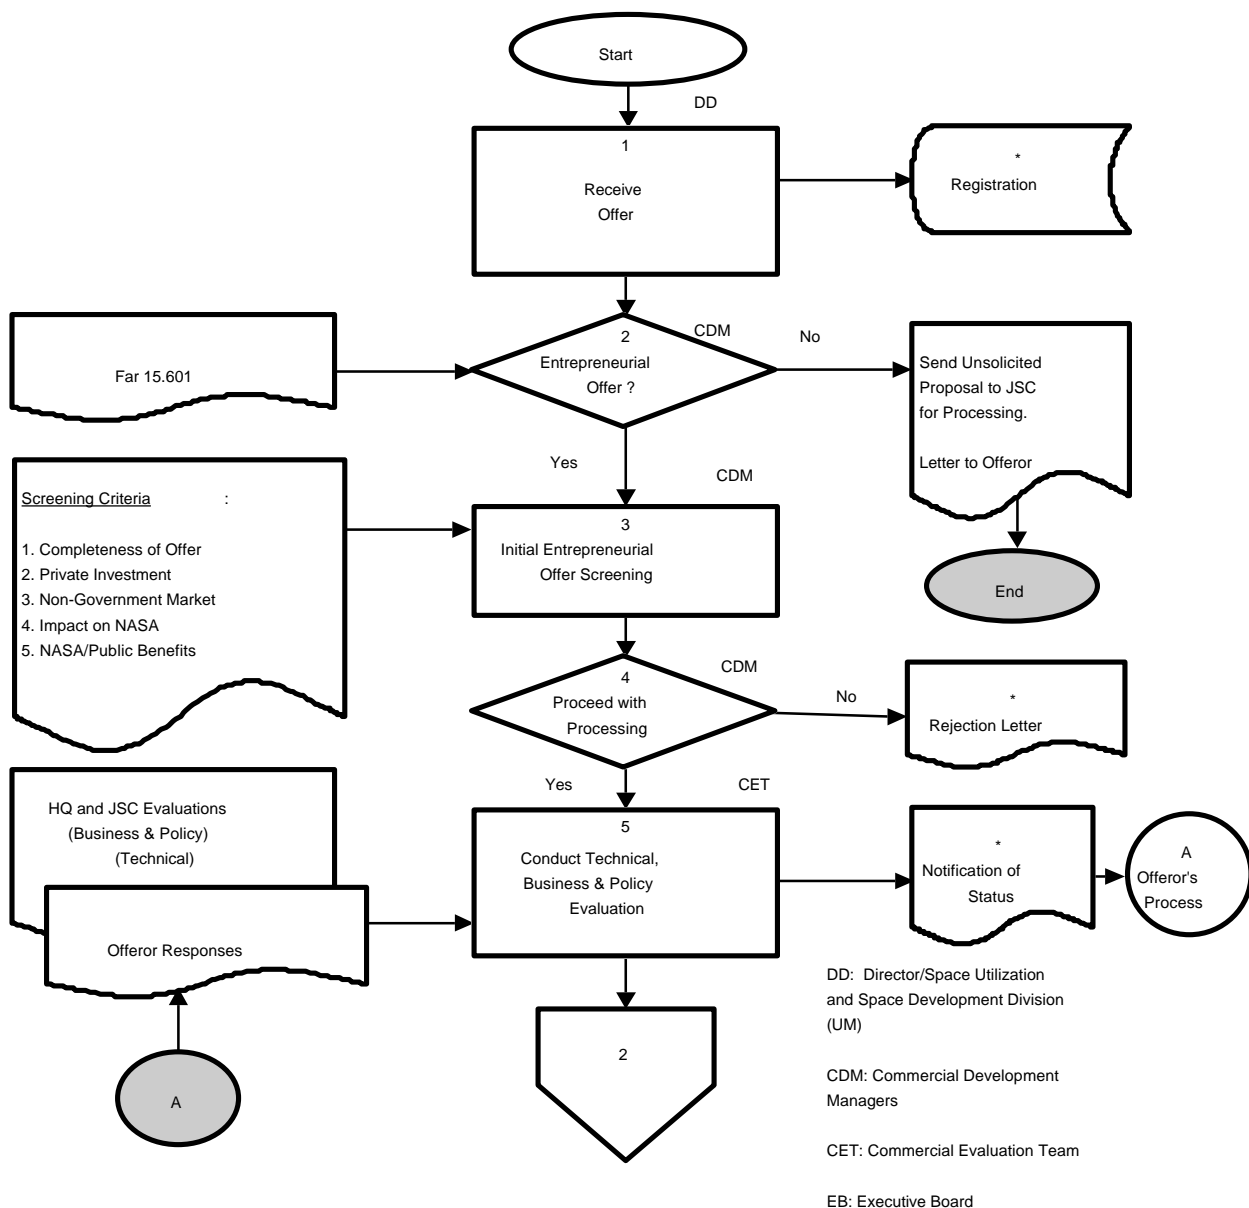 Start
DD
1
Receive
Offer
*
Registration
Far 15.601
2
CDM
Entrepreneurial
Offer ?
No
Send Unsolicited
Proposal to JSC
for Processing.
Letter to Offeror
End
Yes
CDM
Screening Criteria :
1. Completeness of Offer
2. Private Investment
3. Non-Government Market
4. Impact on NASA
5. NASA/Public Benefits
3
Initial Entrepreneurial
Offer Screening
4
CDM
Proceed with
Processing
No
*
Rejection Letter
Yes
CET
HQ and JSC Evaluations
(Business & Policy)
(Technical)
Offeror Responses
A
5
Conduct Technical,
Business & Policy
Evaluation
*
Notification of
Status
A
Offeror's
Process
2
DD: Director/Space Utilization
and Space Development Division
(UM)
CDM: Commercial Development
Managers
CET: Commercial Evaluation Team
EB: Executive Board